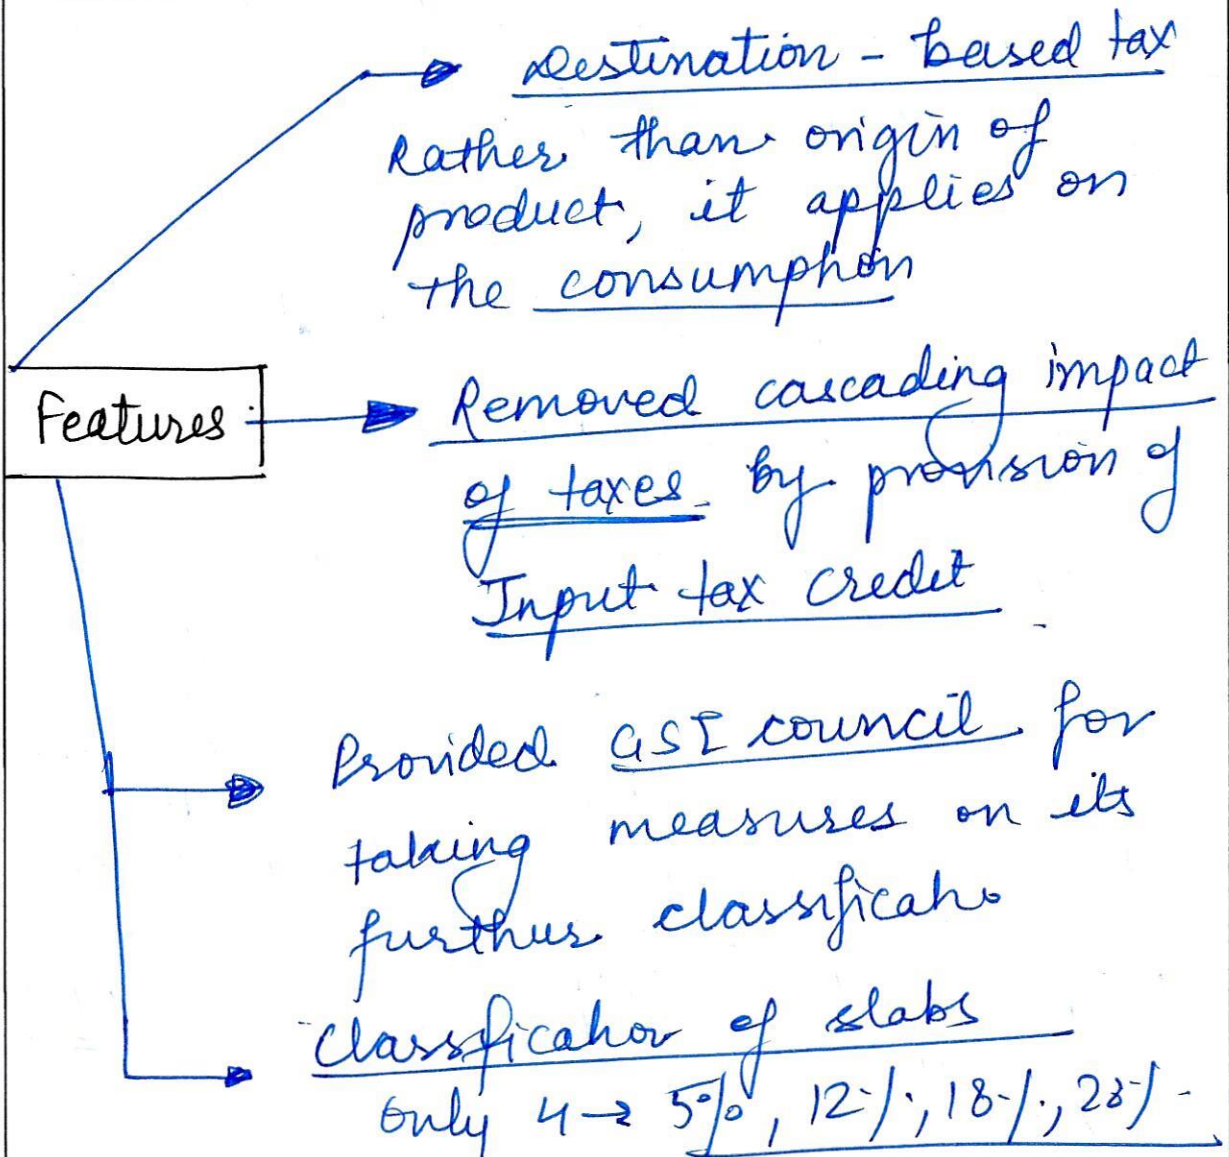 Destination - based tax
Rather than origin of
product, it applies on
the consumption
Features
Removed cascading impact
of taxes by provision of
Input tax credit
Provided GST council for
taking measures on its
further classificatio
Classification of slabs
Only 4 → 5%, 12%, 18%, 28%